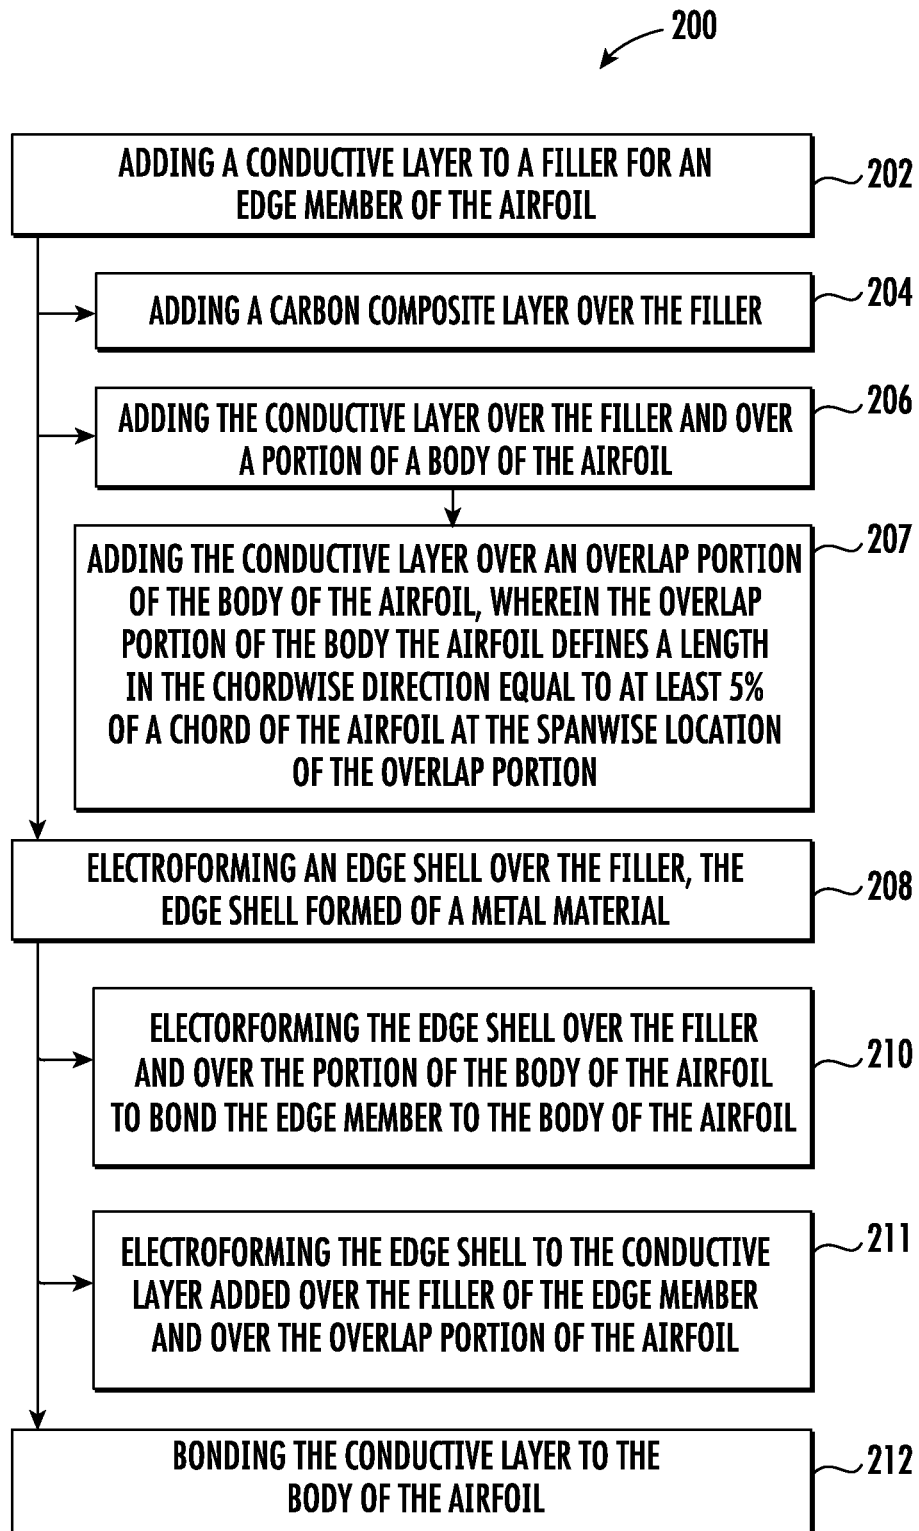 200
ADDING A CONDUCTIVE LAYER TO A FILLER FOR AN
EDGE MEMBER OF THE AIRFOIL
202
ADDING A CARBON COMPOSITE LAYER OVER THE FILLER
204
ADDING THE CONDUCTIVE LAYER OVER THE FILLER AND OVER
A PORTION OF A BODY OF THE AIRFOIL
206
ADDING THE CONDUCTIVE LAYER OVER AN OVERLAP PORTION
OF THE BODY OF THE AIRFOIL, WHEREIN THE OVERLAP
PORTION OF THE BODY THE AIRFOIL DEFINES A LENGTH
IN THE CHORDWISE DIRECTION EQUAL TO AT LEAST 5%
OF A CHORD OF THE AIRFOIL AT THE SPANWISE LOCATION
OF THE OVERLAP PORTION
207
ELECTROFORMING AN EDGE SHELL OVER THE FILLER, THE
EDGE SHELL FORMED OF A METAL MATERIAL
208
ELECTORFORMING THE EDGE SHELL OVER THE FILLER
AND OVER THE PORTION OF THE BODY OF THE AIRFOIL
TO BOND THE EDGE MEMBER TO THE BODY OF THE AIRFOIL
210
ELECTROFORMING THE EDGE SHELL TO THE CONDUCTIVE
LAYER ADDED OVER THE FILLER OF THE EDGE MEMBER
AND OVER THE OVERLAP PORTION OF THE AIRFOIL
211
BONDING THE CONDUCTIVE LAYER TO THE
BODY OF THE AIRFOIL
212